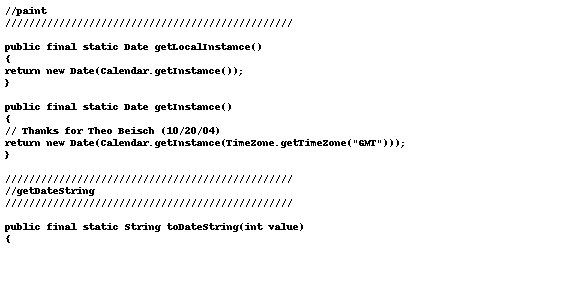 //paint
////////////////////////////////////////////////
public final static Date getLocalInstance()
{
return new Date(Calendar.getInstance());
}
public final static Date getInstance()
{
// Thanks for Theo Beisch (10/20/04)
return new Date(Calendar.getInstance(TimeZone.getTimeZone("GMT")));
}
////////////////////////////////////////////////
//getDateString
////////////////////////////////////////////////
public final static String toDateString(int value)
{